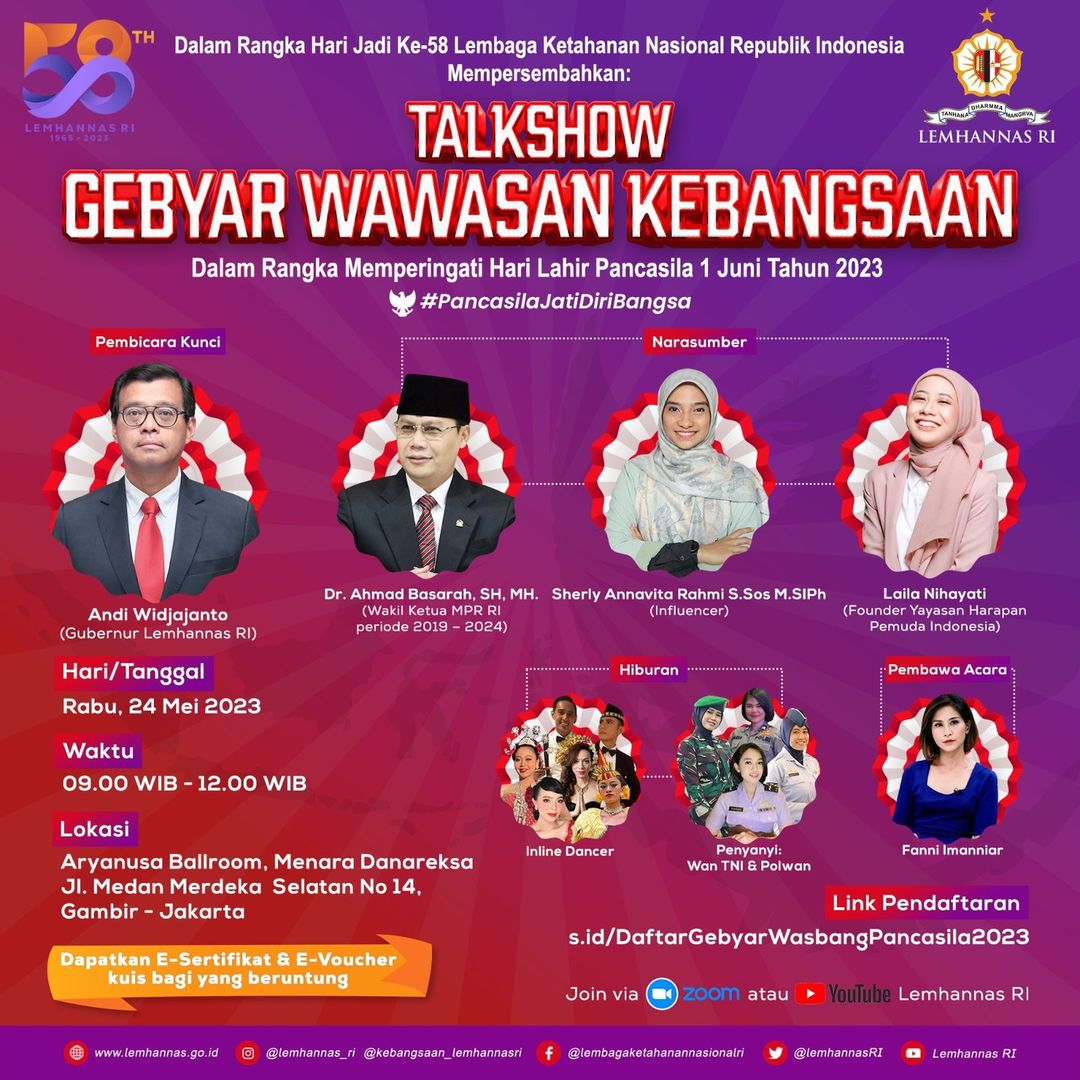 58TH
LEMHANNAS RI
1965 - 2023
Dalam Rangka Hari Jadi Ke-58 Lembaga Ketahanan Nasional Republik Indonesia
Mempersembahkan:
TANHANA DHARMMA MANGRVA
LEMHANNAS RI
TALKSHOW
GEBYAR WAWASAN KEBANGSAAN
Dalam Rangka Memperingati Hari Lahir Pancasila 1 Juni Tahun 2023
#PancasilaJatiDiriBangsa
Pembicara Kunci
Narasumber
Andi Widjajanto
(Gubernur Lemhannas RI)
Dr. Ahmad Basarah, SH, MH.
(Wakil Ketua MPR RI
periode 2019 – 2024)
Sherly Annavita Rahmi S.Sos M.SIPh
(Influencer)
Laila Nihayati
(Founder Yayasan Harapan
Pemuda Indonesia)
Hari/Tanggal
Rabu, 24 Mei 2023
Waktu
09.00 WIB - 12.00 WIB
Lokasi
Aryanusa Ballroom, Menara Danareksa
Jl. Medan Merdeka Selatan No 14,
Gambir - Jakarta
Dapatkan E-Sertifikat & E-Voucher
kuis bagi yang beruntung
Hiburan
Inline Dancer
Penyanyi:
Wan TNI & Polwan
Pembawa Acara
Fanni Imanniar
Link Pendaftaran
s.id/DaftarGebyarWasbangPancasila2023
Join via zoom atau YouTube Lemhannas RI
www.lemhannas.go.id @lemhannas_ri @kebangsaan_lemhannasri @lembagaketahanannasionalri @lemhannasRI Lemhannas RI